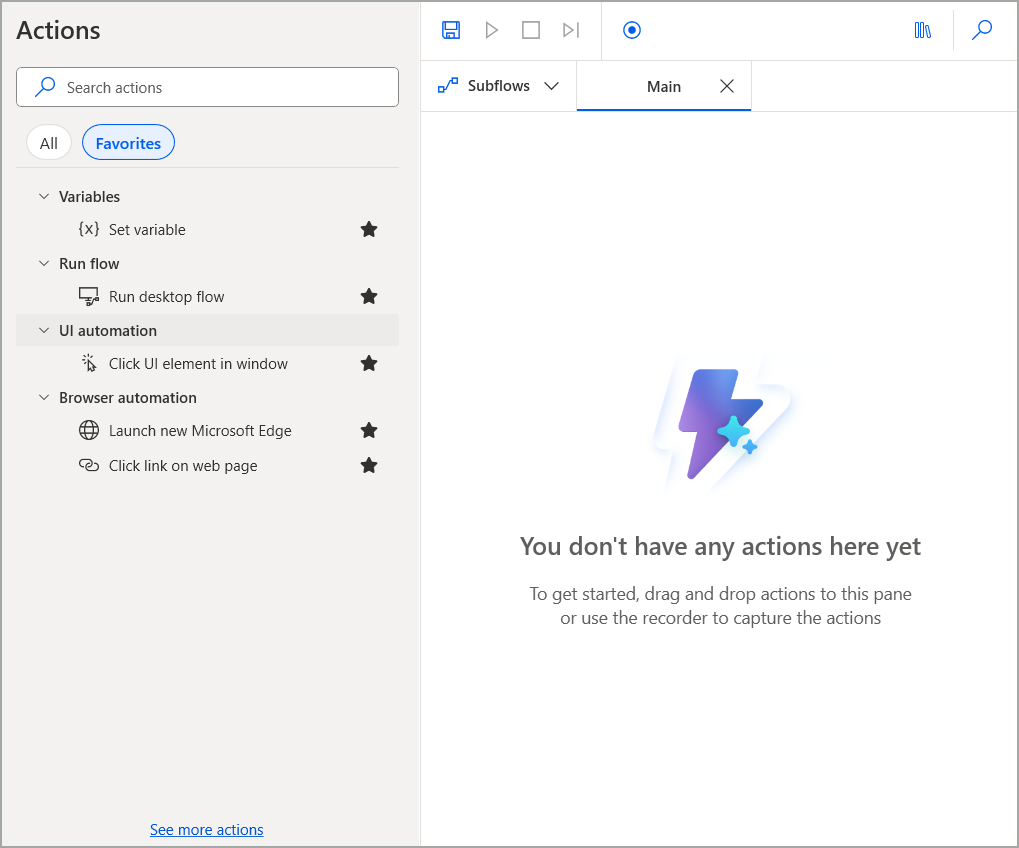 Actions
Search actions
All
Favorites
Variables
{x} Set variable
Run flow
Run desktop flow
UI automation
Click UI element in window
Browser automation
Launch new Microsoft Edge
Click link on web page
See more actions
Subflows
Main
You don't have any actions here yet
To get started, drag and drop actions to this pane
or use the recorder to capture the actions